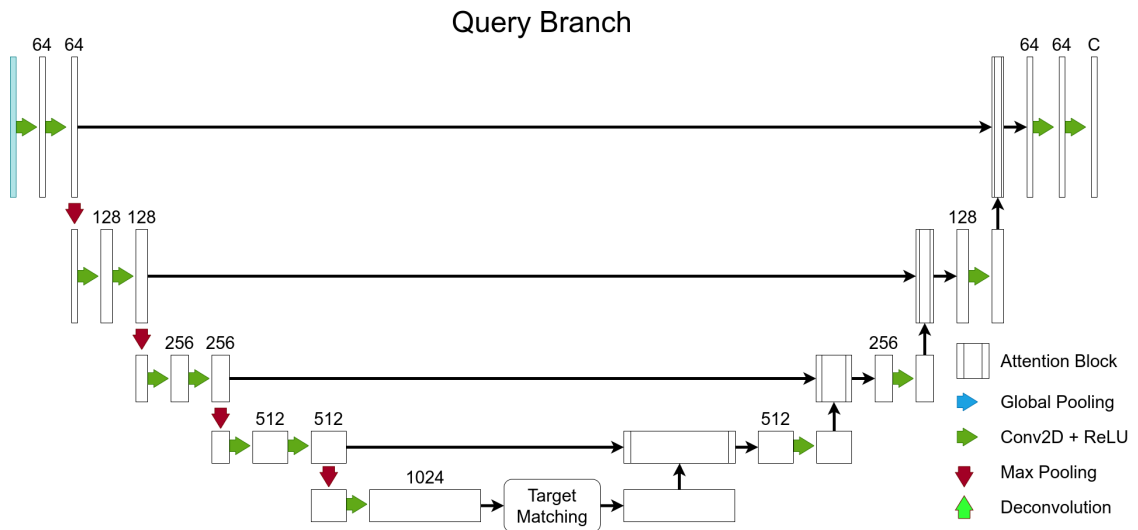 Query Branch
64 64
64 64 C
128 128
128
256 256
256
512 512
512
1024
Target
Matching
Attention Block
Global Pooling
Conv2D + ReLU
Max Pooling
Deconvolution